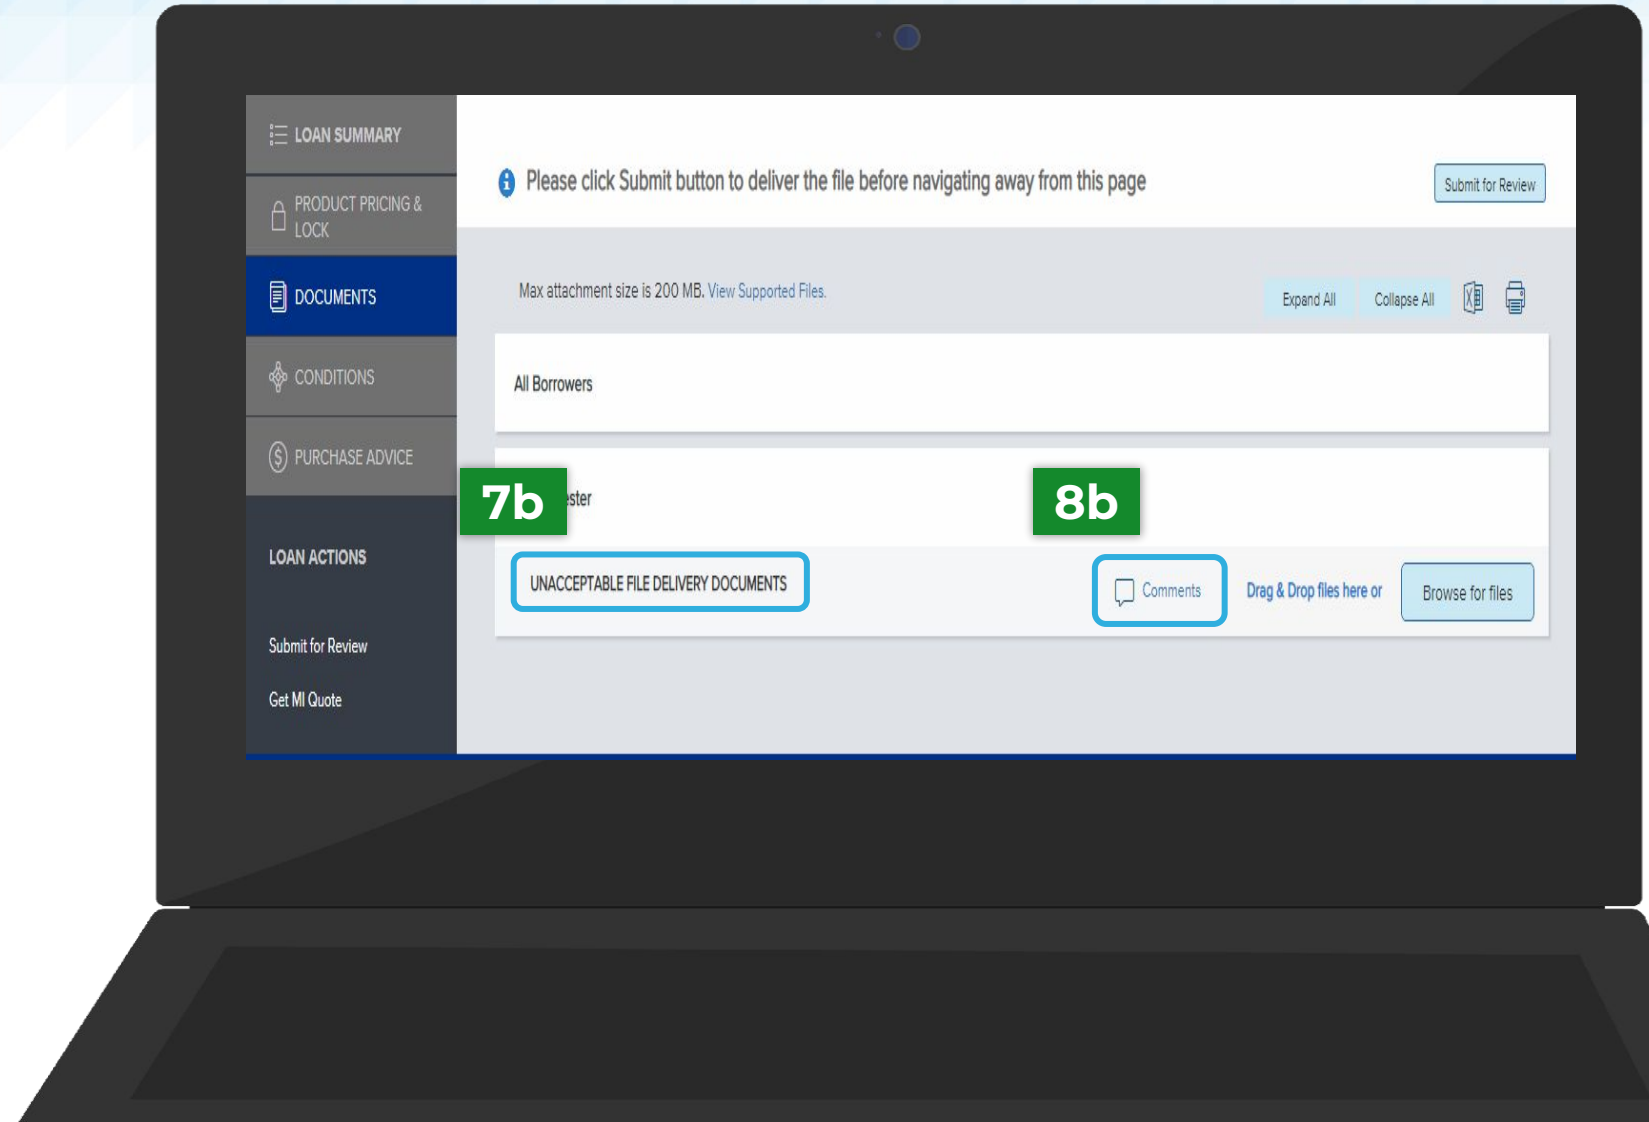 LOAN SUMMARY
PRODUCT PRICING &
LOCK
DOCUMENTS
CONDITIONS
PURCHASE ADVICE
LOAN ACTIONS
Submit for Review
Get MI Quote
Please click Submit button to deliver the file before navigating away from this page
Submit for Review
Max attachment size is 200 MB. View Supported Files.
Expand All
Collapse All
All Borrowers
7b
8b
UNACCEPTABLE FILE DELIVERY DOCUMENTS
Comments
Drag & Drop files here or
Browse for files